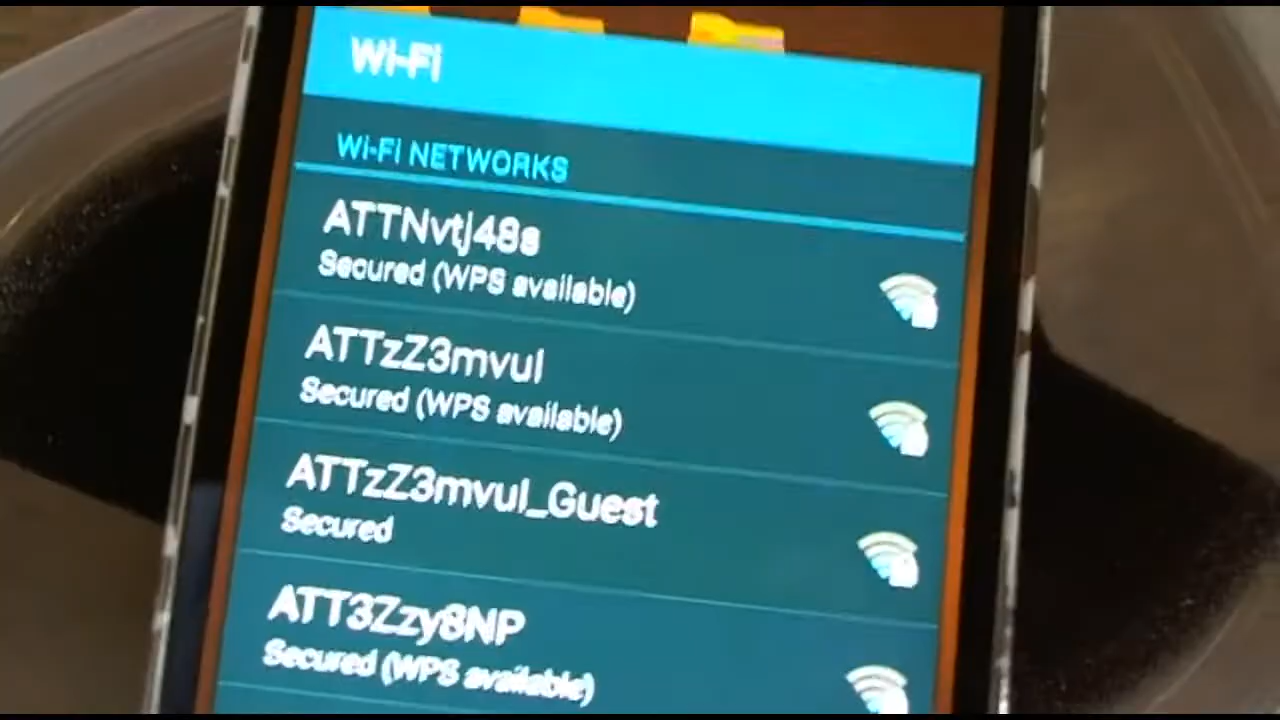 Wi-Fi
Wi-Fi NETWORKS
ATTNvtj48s
Secured (WPS available)
ATTzZ3mvul
Secured (WPS available)
ATTzZ3mvul_Guest
Secured
ATT3Zzy8NP
Secured (WPS available)